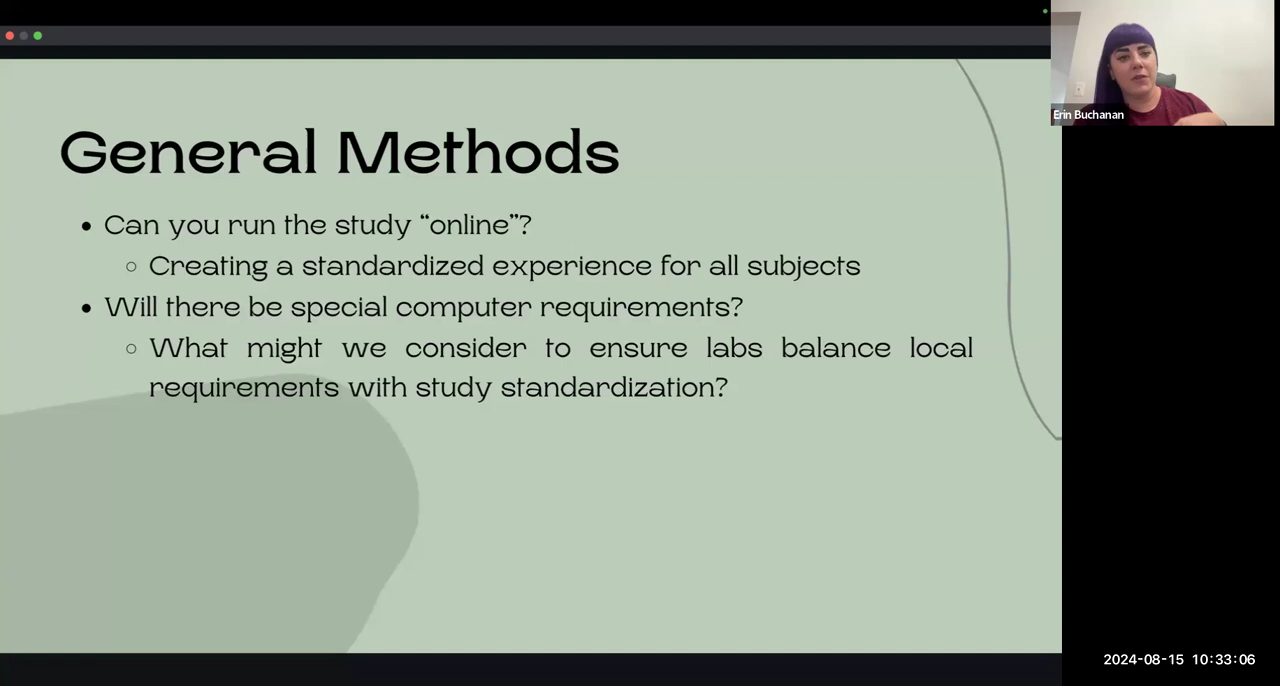 General Methods
• Can you run the study “online”?
○ Creating a standardized experience for all subjects
• Will there be special computer requirements?
○ What might we consider to ensure labs balance local
requirements with study standardization?
Erin Buchanan
2024-08-15 10:33:06